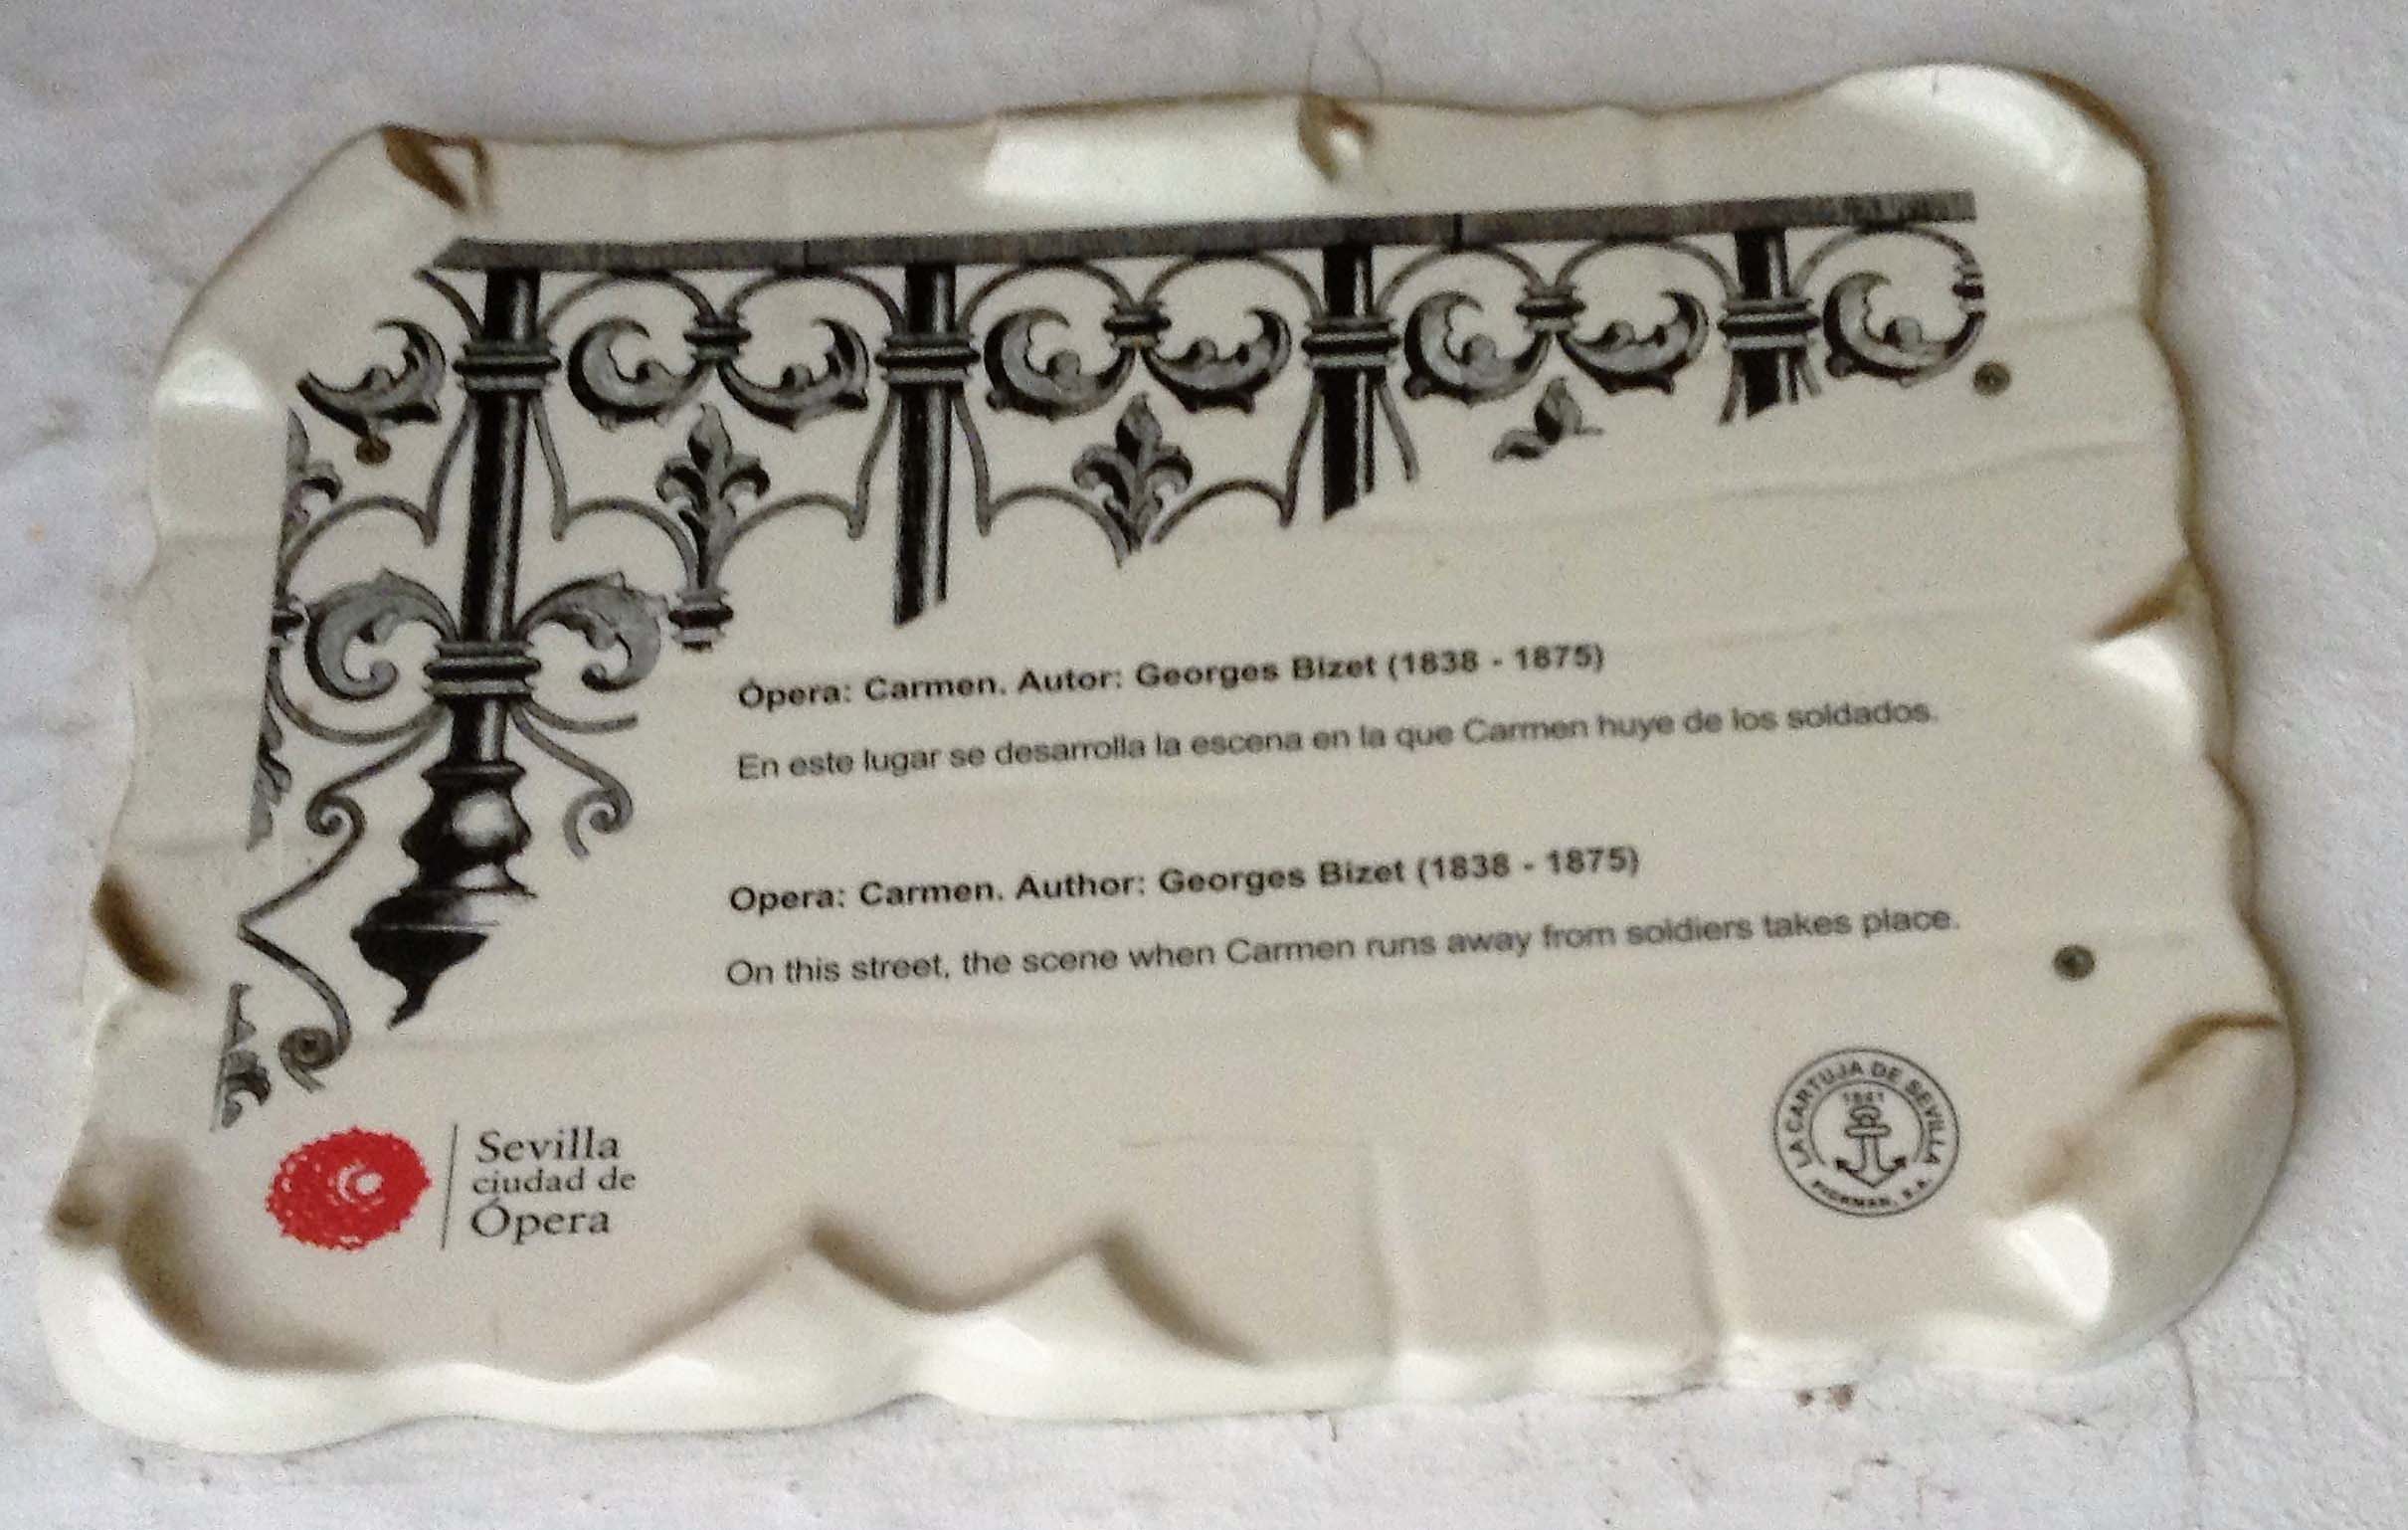 Ópera: Carmen. Autor: Georges Bizet (1838 - 1875)
En este lugar se desarrolla la escena en la que Carmen huye de los soldados.
Opera: Carmen. Author: Georges Bizet (1838 - 1875)
On this street, the scene when Carmen runs away from soldiers takes place.
Sevilla
ciudad de
Ópera
LA CARTUJA DE SEVILLA
1841
PICKMAN, S.A.